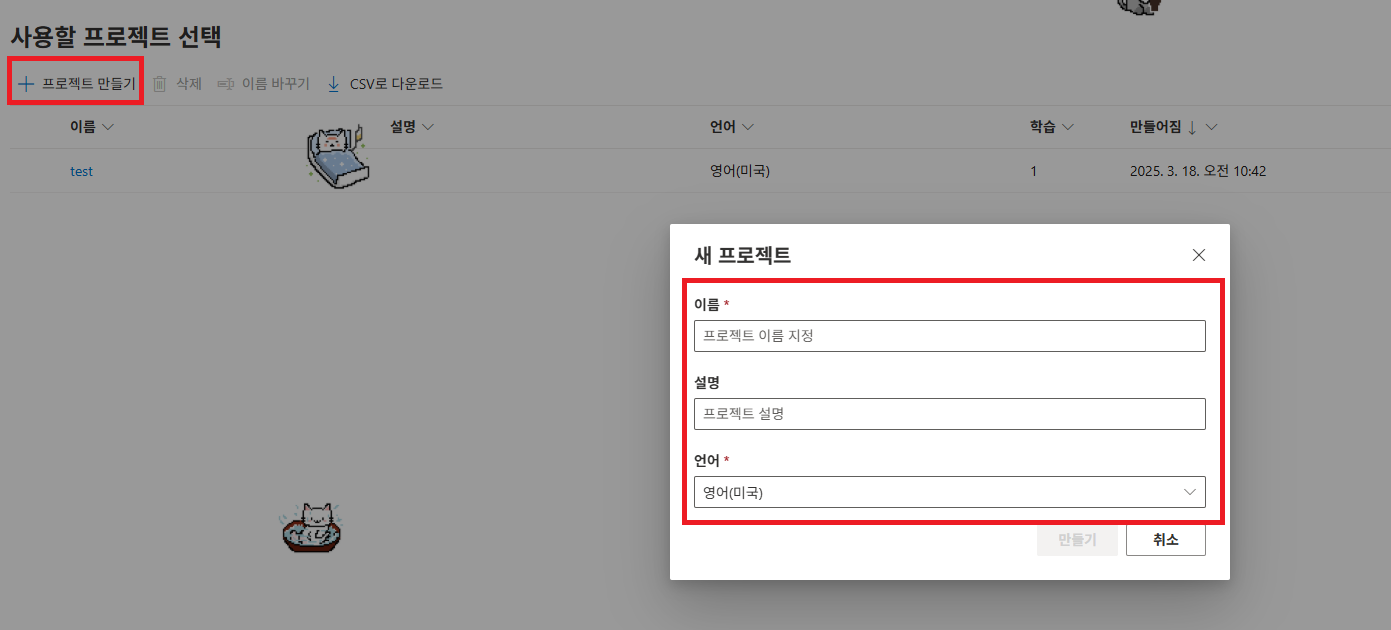 사용할 프로젝트 선택
프로젝트 만들기 삭제 이름 바꾸기 CSV로 다운로드
이름 설명 언어 학습 만들어짐
test 영어(미국) 1 2025. 3. 18. 오전 10:42
새 프로젝트
이름 *
프로젝트 이름 지정
설명
프로젝트 설명
언어 *
영어(미국)
만들기 취소